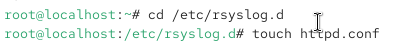 root@localhost:~# cd /etc/rsyslog.d
root@localhost:/etc/rsyslog.d# touch httpd.conf